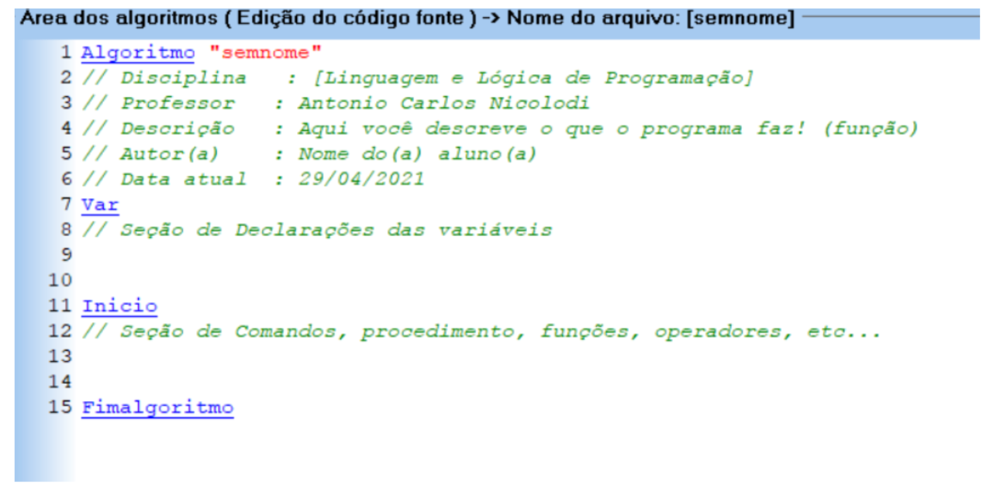 Área dos algoritmos ( Edição do código fonte ) -> Nome do arquivo: [semnome]
1 Algoritmo "semnome"
2 // Disciplina   : [Linguagem e Lógica de Programação]
3 // Professor   : Antonio Carlos Nicolodi
4 // Descrição   : Aqui você descreve o que o programa faz! (função)
5 // Autor(a)    : Nome do(a) aluno(a)
6 // Data atual  : 29/04/2021
7 Var
8 // Seção de Declarações das variáveis
9
10
11 Inicio
12 // Seção de Comandos, procedimento, funções, operadores, etc...
13
14
15 Fimalgoritmo